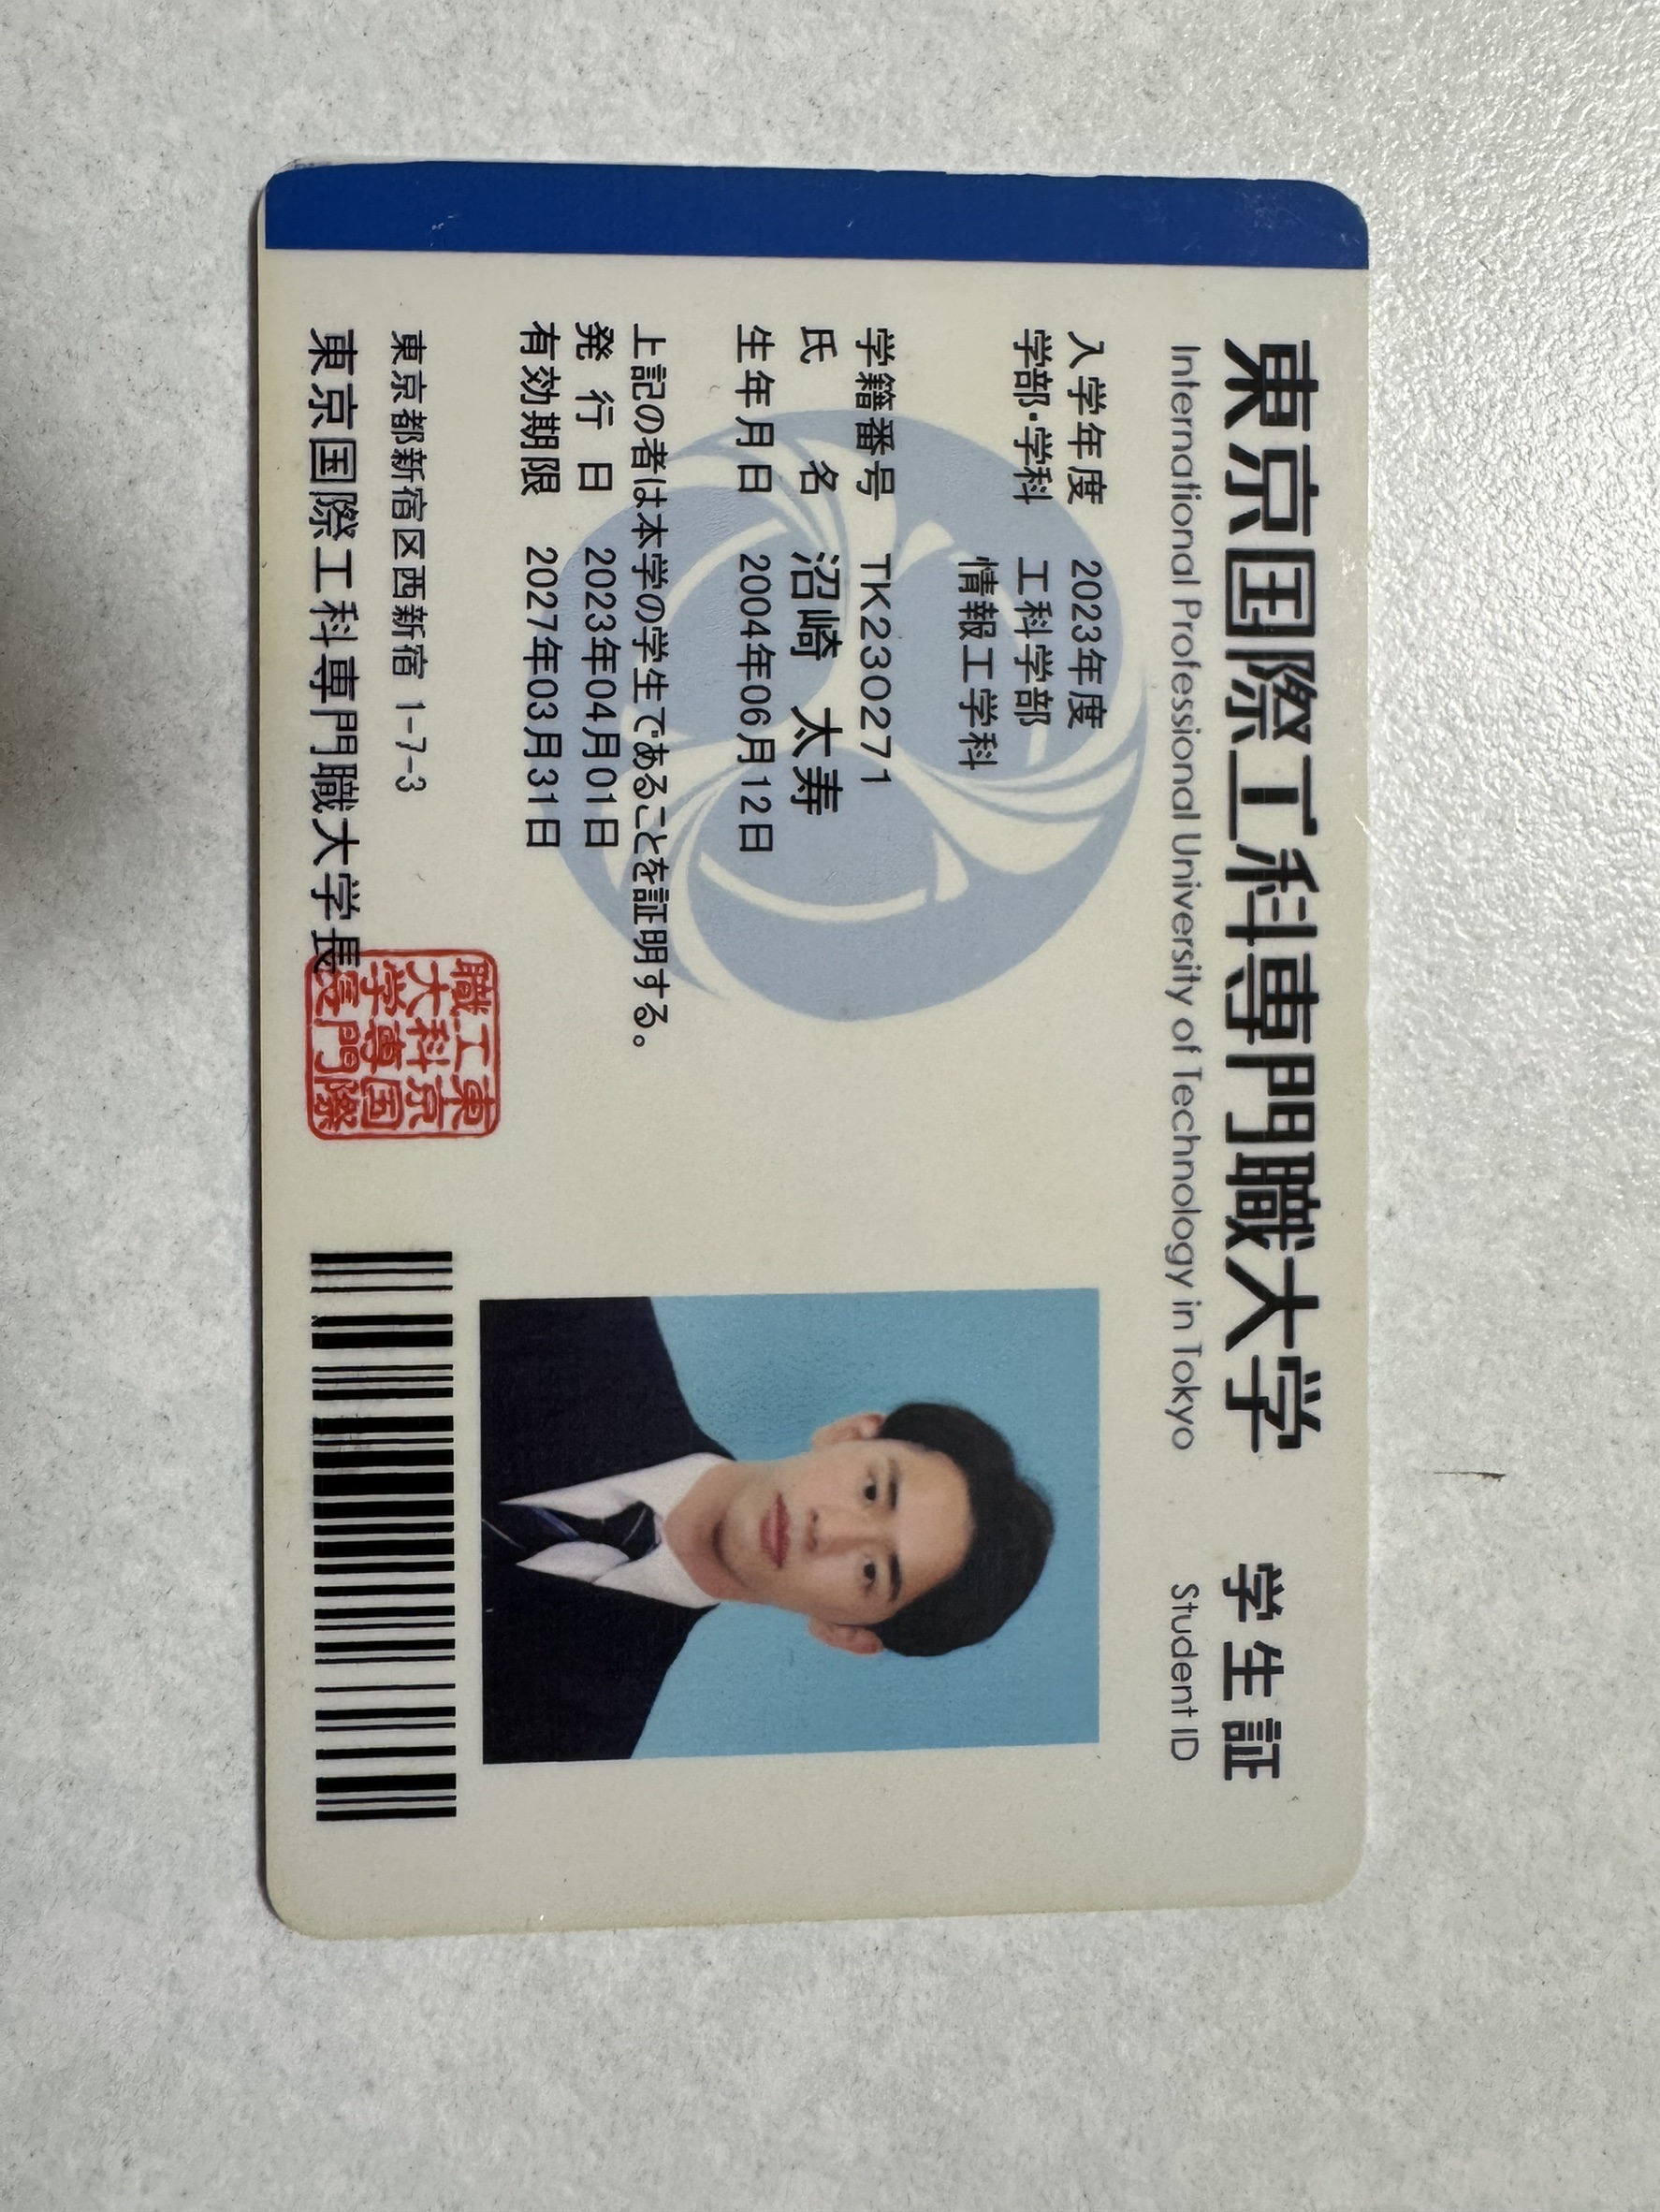 東京国際工科専門職大学 学生証
International Professional University of Technology in Tokyo Student ID
入学年度 2023年度
学部・学科 工科学部
情報工学科
学籍番号 TK230271
氏 名 沼崎 太寿
生年月日 2004年06月12日
上記の者は本学の学生であることを証明する。
発 行 日 2023年04月01日
有効期限 2027年03月31日
東京都新宿区西新宿 1-7-3
東京国際工科専門職大学長
東京国際
工科専門
職大学長